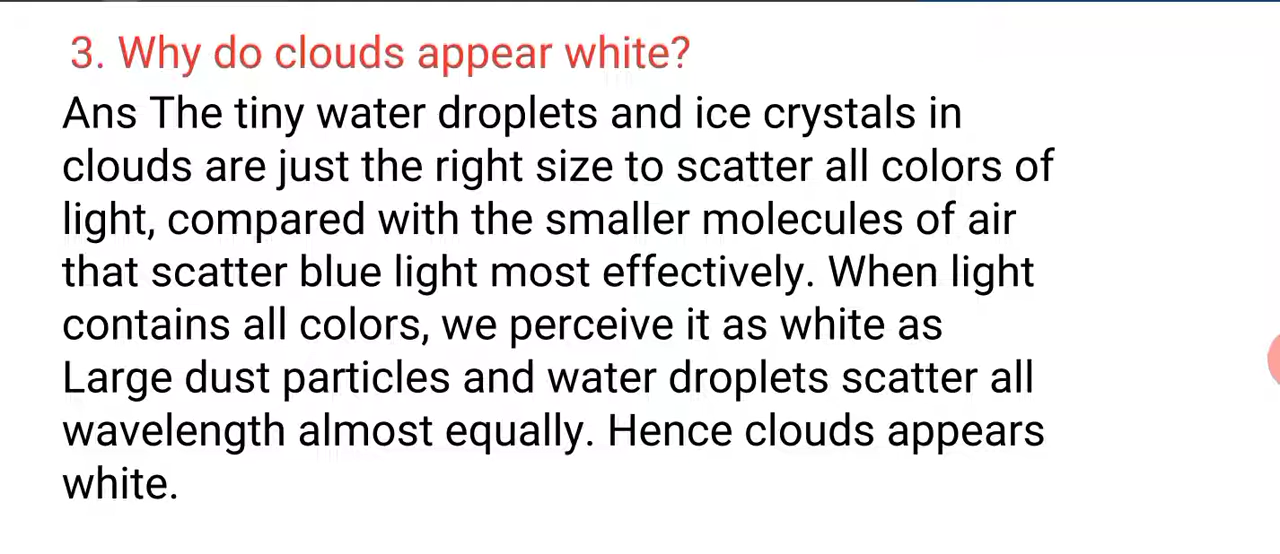 3. Why do clouds appear white?
Ans The tiny water droplets and ice crystals in
clouds are just the right size to scatter all colors of
light, compared with the smaller molecules of air
that scatter blue light most effectively. When light
contains all colors, we perceive it as white as
Large dust particles and water droplets scatter all
wavelength almost equally. Hence clouds appears
white.